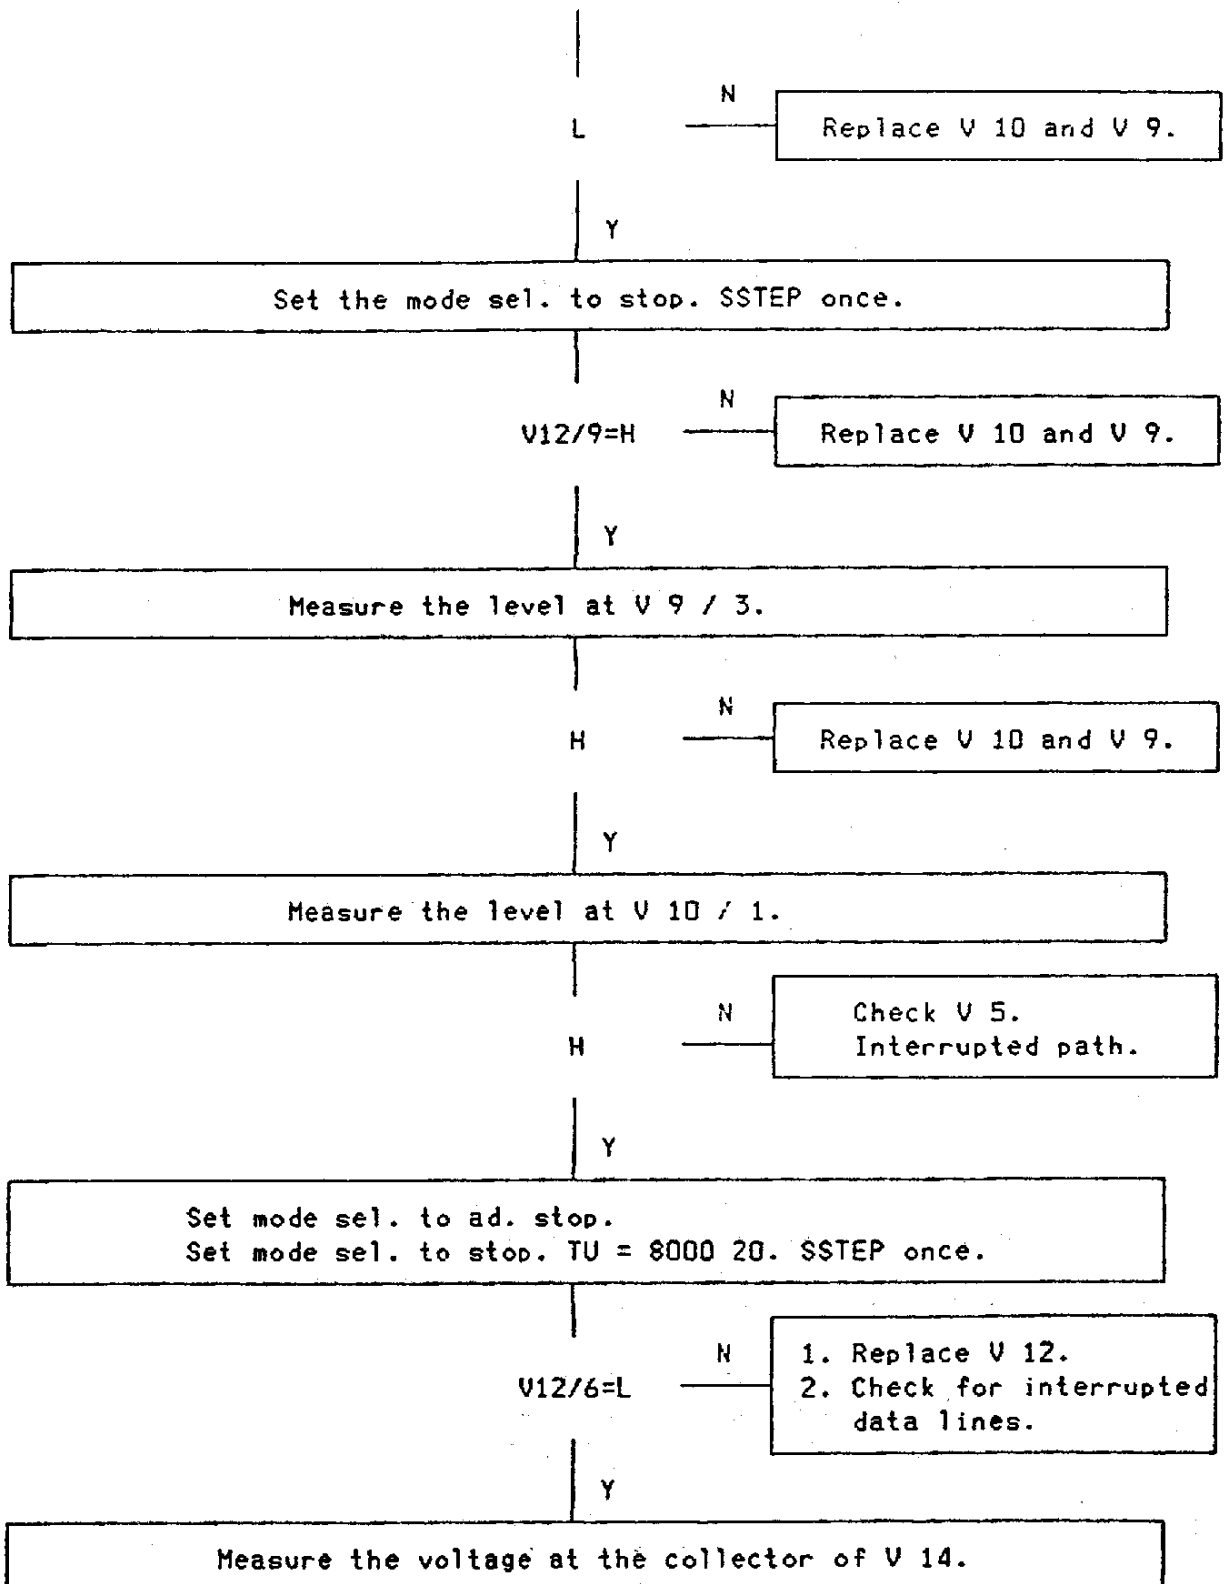 N
L
Replace V 10 and V 9.
Y
Set the mode sel. to stop. SSTEP once.
N
V12/9=H
Replace V 10 and V 9.
Y
Measure the level at V 9 / 3.
N
H
Replace V 10 and V 9.
Y
Measure the level at V 10 / 1.
N
H
Check V 5.
Interrupted path.
Y
Set mode sel. to ad. stop.
Set mode sel. to stop. TU = 8000 20. SSTEP once.
N
V12/6=L
1. Replace V 12.
2. Check for interrupted
data lines.
Y
Measure the voltage at the collector of V 14.